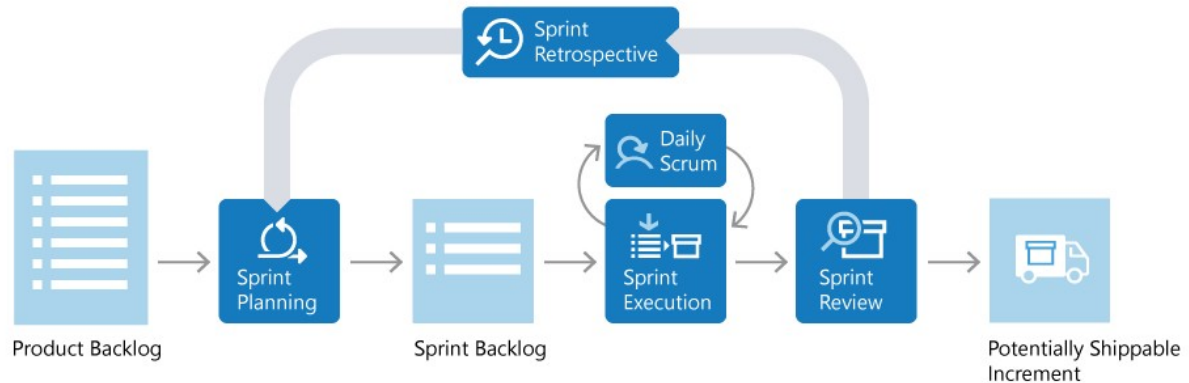 Sprint
Retrospective
Daily
Scrum
Sprint
Planning
Sprint
Execution
Sprint
Review
Product Backlog
Sprint Backlog
Potentially Shippable
Increment